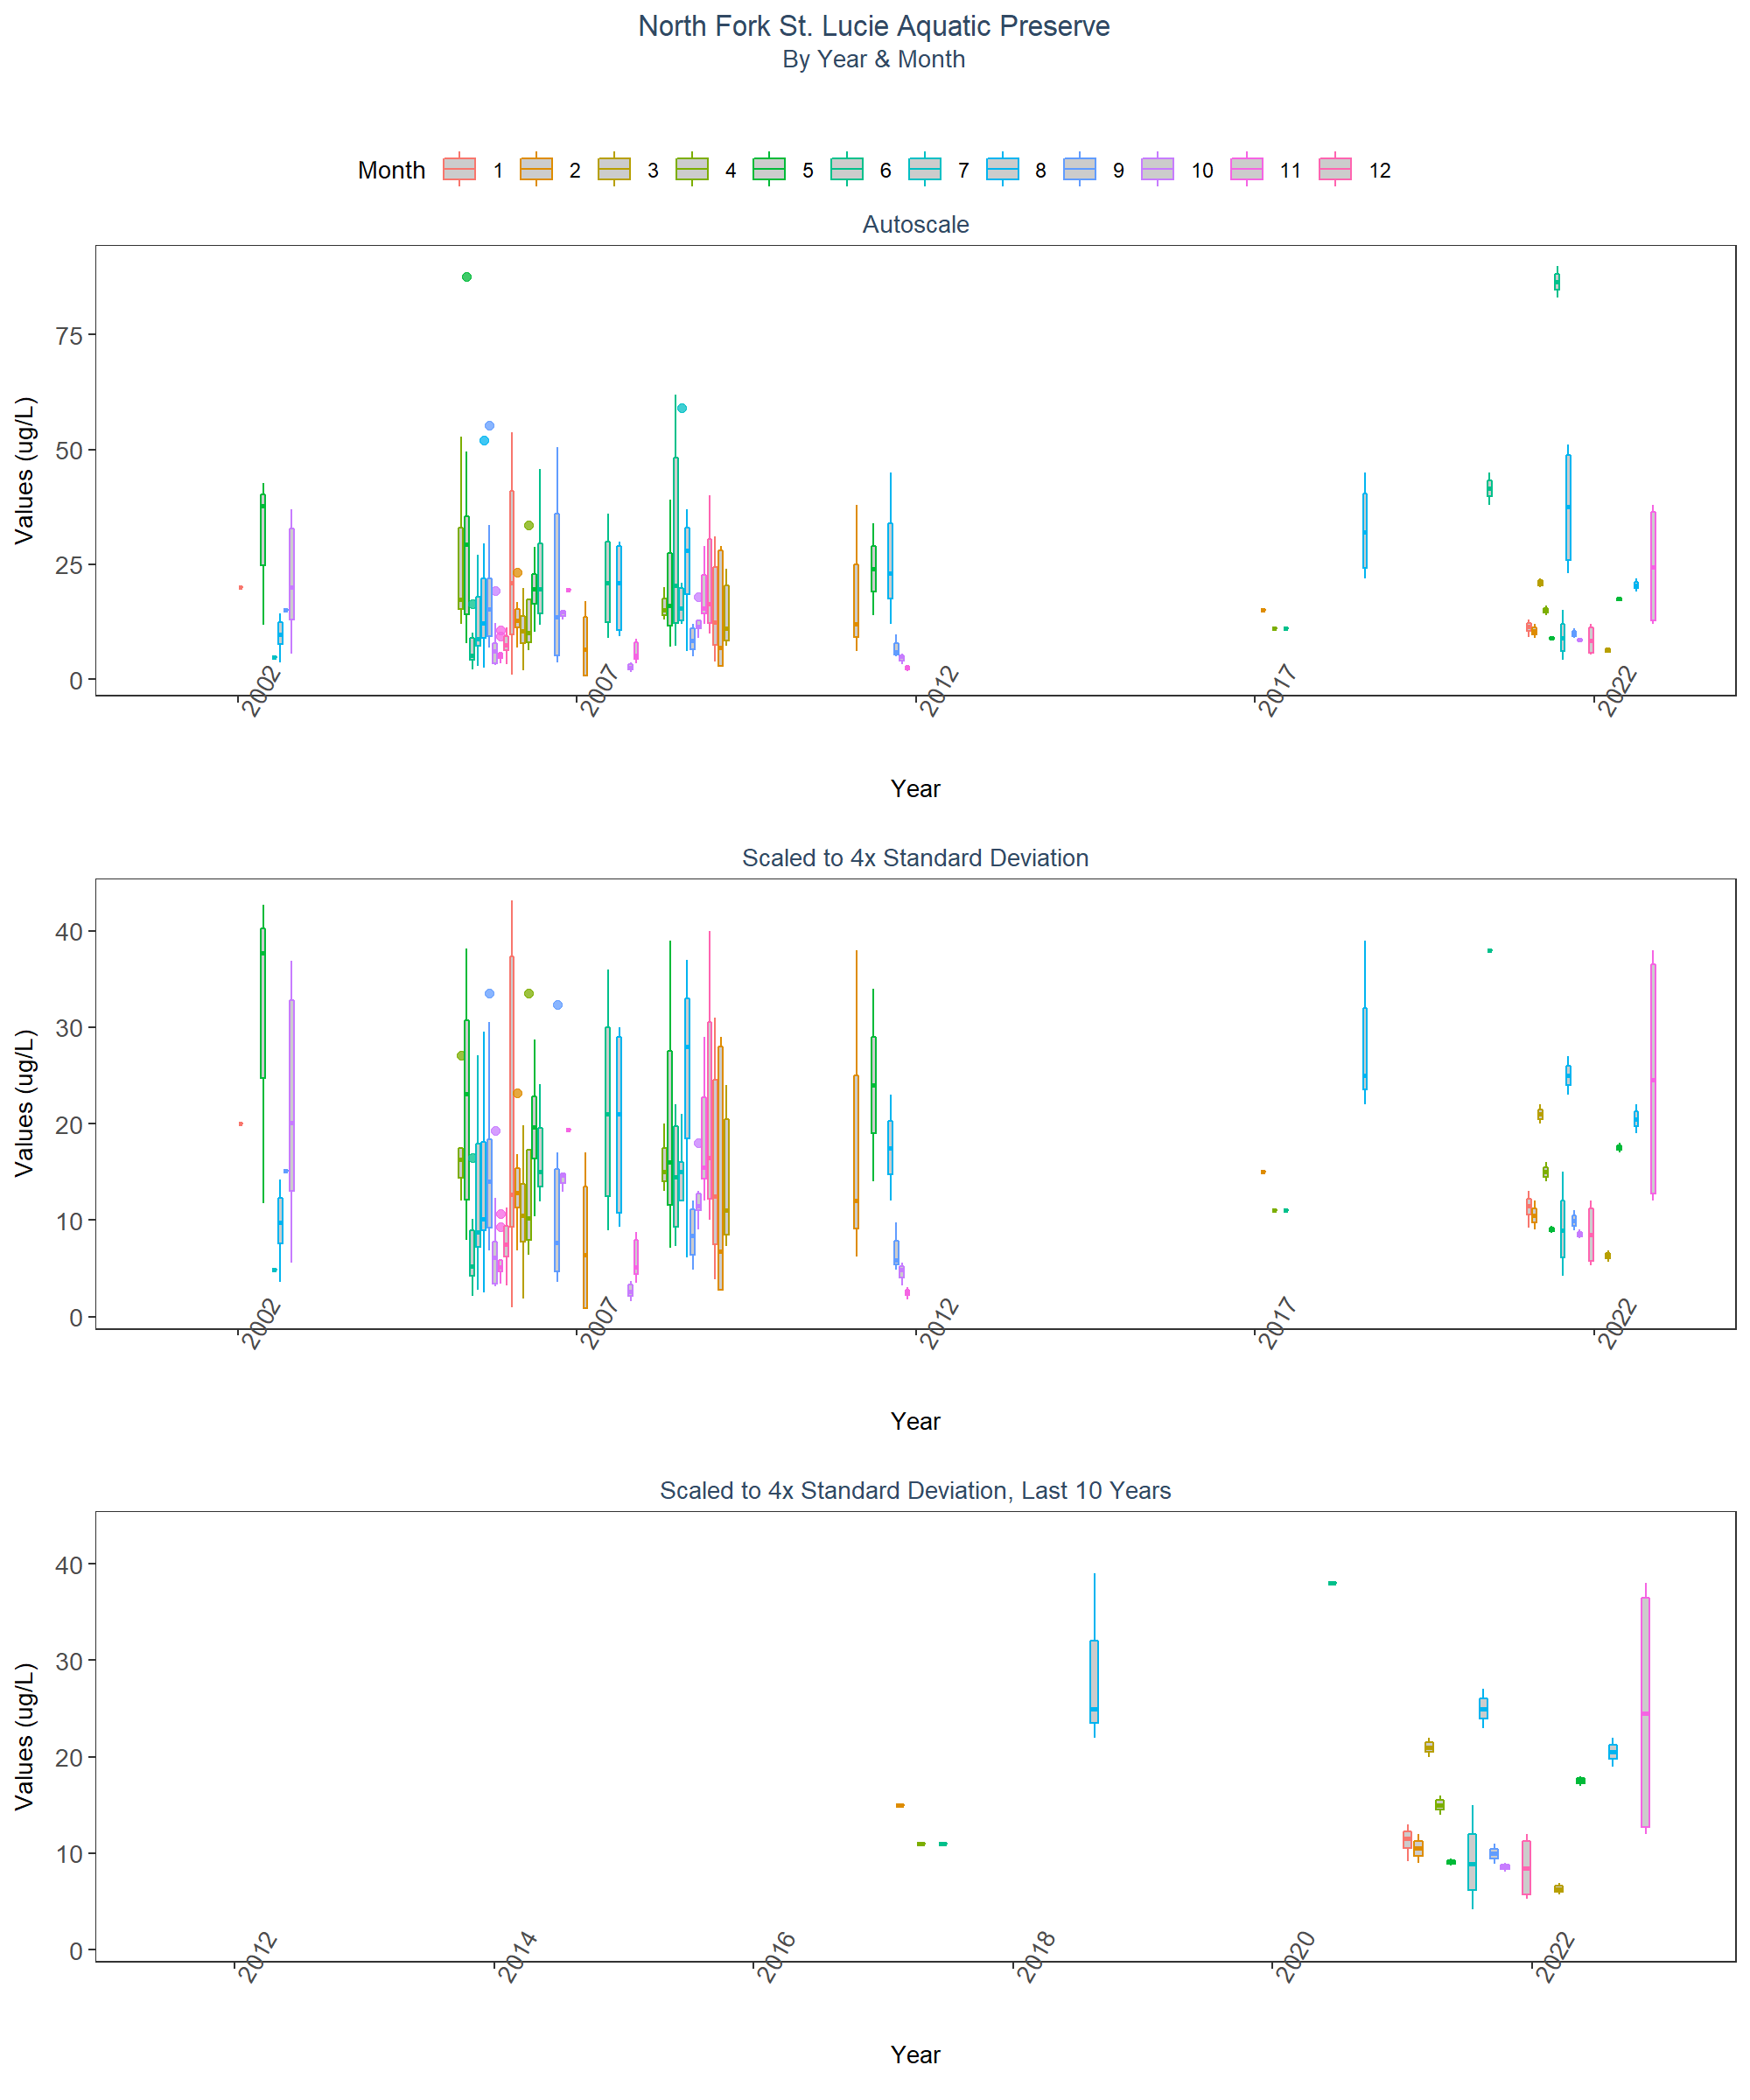 North Fork St. Lucie Aquatic Preserve
By Year & Month
Month 1 2 3 4 5 6 7 8 9 10 11 12
Autoscale
Values (ug/L)
75
50
25
0
2002 2007 2012 2017 2022
Year
Scaled to 4x Standard Deviation
Values (ug/L)
40
30
20
10
0
2002 2007 2012 2017 2022
Year
Scaled to 4x Standard Deviation, Last 10 Years
Values (ug/L)
40
30
20
10
0
2012 2014 2016 2018 2020 2022
Year